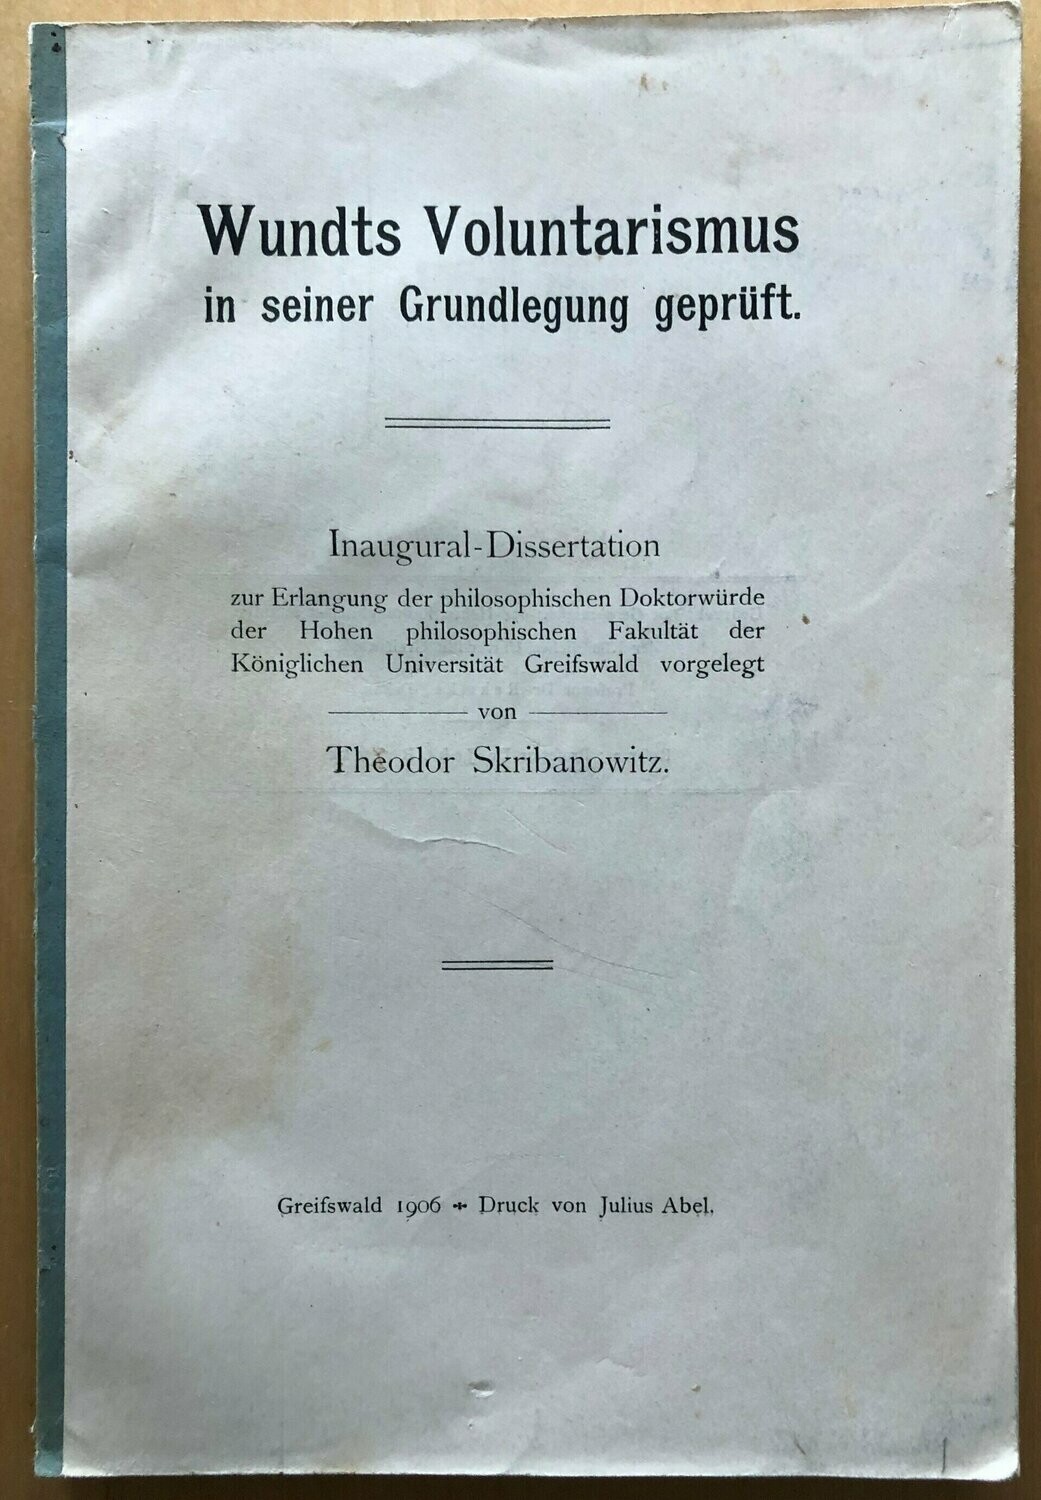 Wundts Voluntarismus
in seiner Grundlegung geprüft.
Inaugural-Dissertation
zur Erlangung der philosophischen Doktorwürde
der Hohen philosophischen Fakultät der
Königlichen Universität Greifswald vorgelegt
von
Theodor Skribanowitz.
Greifswald 1906 ✢ Druck von Julius Abel.